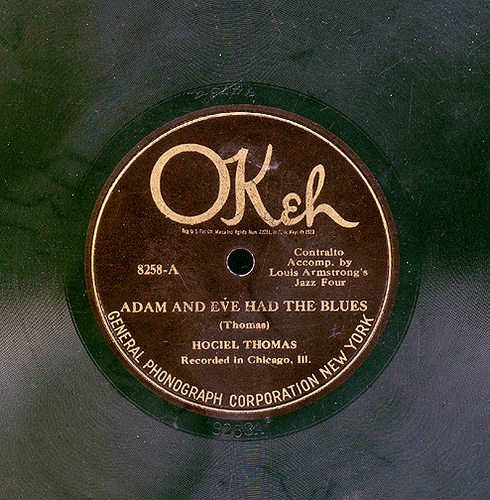 OKeh
8258-A
Contralto
Accomp. by
Louis Armstrong's
Jazz Four
ADAM AND EVE HAD THE BLUES
(Thomas)
HOCIEL THOMAS
Recorded in Chicago, Ill.
GENERAL PHONOGRAPH CORPORATION NEW YORK
8258A